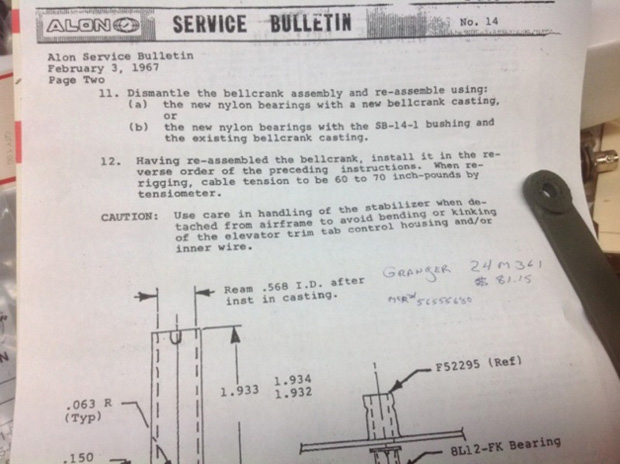 ALON SERVICE BULLETIN No. 14
Alon Service Bulletin
February 3, 1967
Page Two
11. Dismantle the bellcrank assembly and re-assemble using:
(a) the new nylon bearings with a new bellcrank casting,
or
(b) the new nylon bearings with the SB-14-1 bushing and
the existing bellcrank casting.
12. Having re-assembled the bellcrank, install it in the re-
verse order of the preceding instructions. When re-
rigging, cable tension to be 60 to 70 inch-pounds by
tensiometer.
CAUTION: Use care in handling of the stabilizer when de-
tached from airframe to avoid bending or kinking
of the elevator trim tab control housing and/or
inner wire.
GRANGER 24M361
$ 81.15
56555630
Ream .568 I.D. after
inst in casting.
1.933 1.934
1.932
F52295 (Ref)
.063 R
(Typ)
8L12-FK Bearing
.150